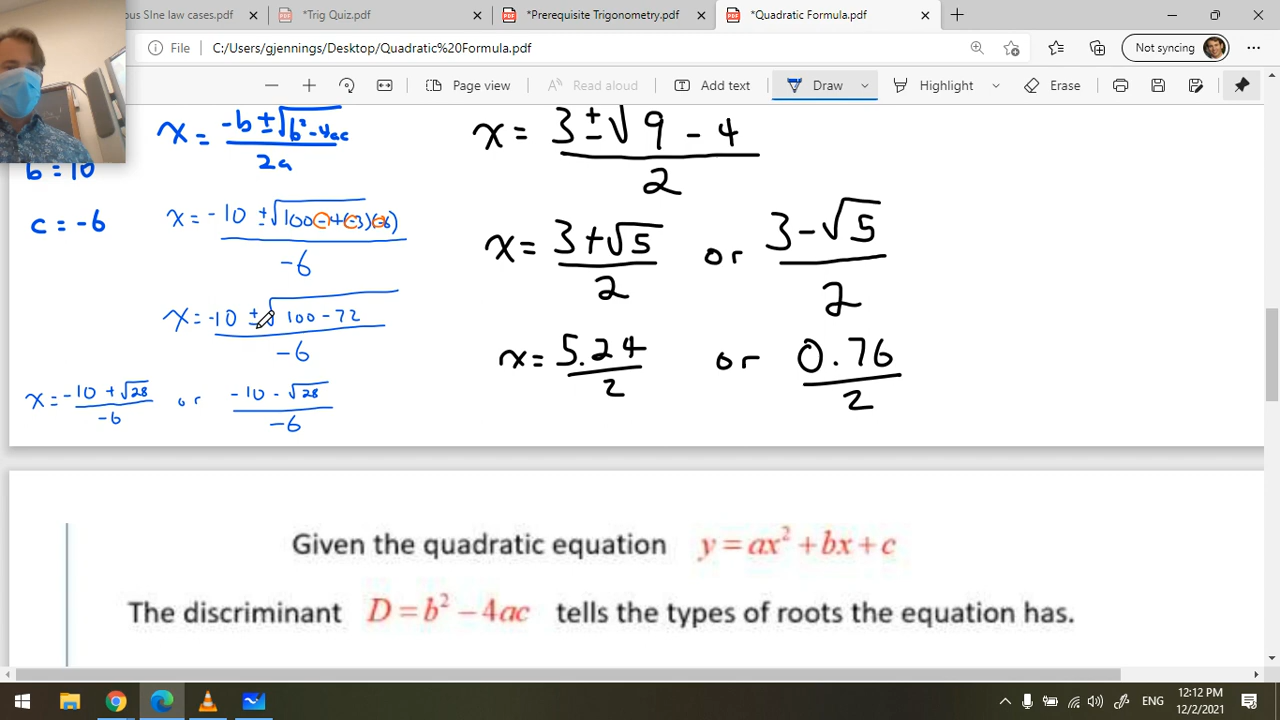 ous SIne law cases.pdf
*Trig Quiz.pdf
*Prerequisite Trigonometry.pdf
*Quadratic Formula.pdf
File C:/Users/gjennings/Desktop/Quadratic%20Formula.pdf
Not syncing
Page view
Read aloud
Add text
Draw
Highlight
Erase
x = (-b ± √(b² - 4ac)) / 2a
b = 10
c = -6
x = (-10 ± √(100 - 4(-3)(-6))) / -6
x = (-10 ± √(100 - 72)) / -6
x = (-10 + √28) / -6 or (-10 - √28) / -6
x = (3 ± √(9 - 4)) / 2
x = (3 + √5) / 2 or (3 - √5) / 2
x = 5.24 / 2 or 0.76 / 2
Given the quadratic equation y = ax² + bx + c
The discriminant D = b² - 4ac tells the types of roots the equation has.
ENG
12:12 PM
12/2/2021